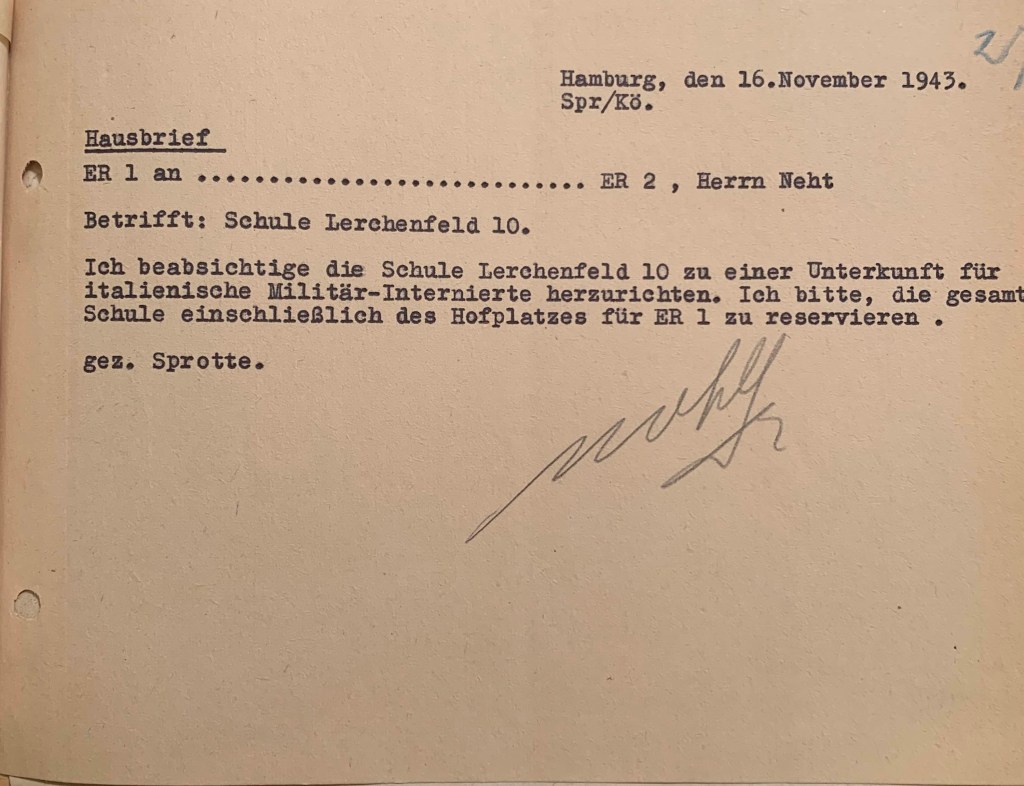 Hamburg, den 16.November 1943.
Spr/Kö.
Hausbrief
ER 1 an ............................ ER 2 , Herrn Neht
Betrifft: Schule Lerchenfeld 10.
Ich beabsichtige die Schule Lerchenfeld 10 zu einer Unterkunft für
italienische Militär-Internierte herzurichten. Ich bitte, die gesamt
Schule einschließlich des Hofplatzes für ER 1 zu reservieren .
gez. Sprotte.